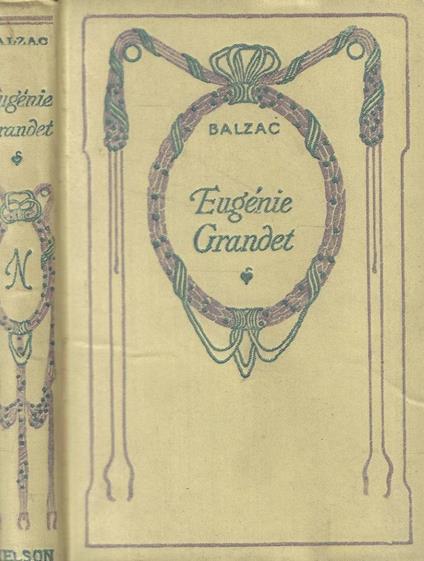 BALZAC
Eugénie
Grandet
N
NELSON
BALZAC
Eugénie
Grandet